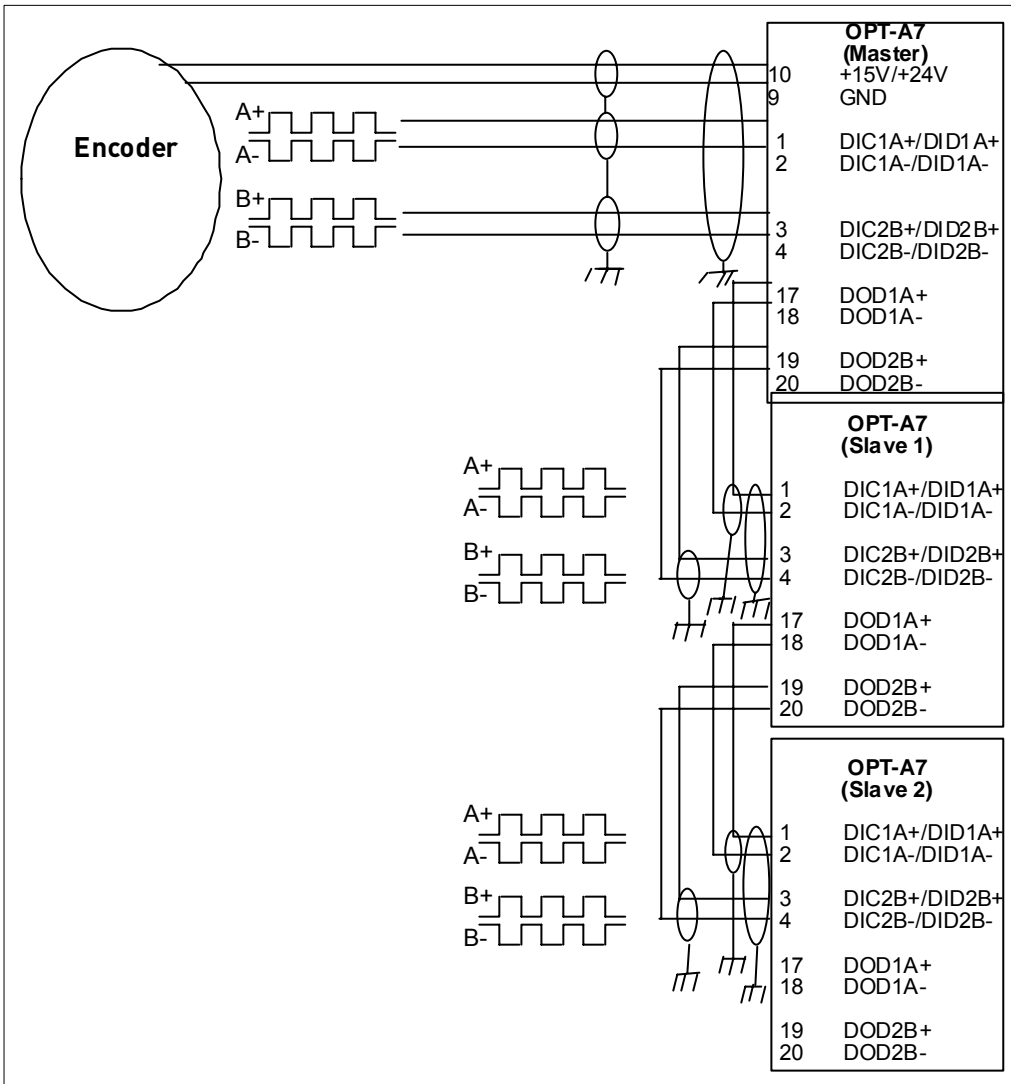 OPT-A7
(Master)
10 +15V/+24V
9 GND
A+
A-
Encoder
1 DIC1A+/DID1A+
2 DIC1A-/DID1A-
B+
B-
3 DIC2B+/DID2B+
4 DIC2B-/DID2B-
17 DOD1A+
18 DOD1A-
19 DOD2B+
20 DOD2B-
OPT-A7
(Slave 1)
A+
A-
1 DIC1A+/DID1A+
2 DIC1A-/DID1A-
B+
B-
3 DIC2B+/DID2B+
4 DIC2B-/DID2B-
17 DOD1A+
18 DOD1A-
19 DOD2B+
20 DOD2B-
OPT-A7
(Slave 2)
A+
A-
1 DIC1A+/DID1A+
2 DIC1A-/DID1A-
B+
B-
3 DIC2B+/DID2B+
4 DIC2B-/DID2B-
17 DOD1A+
18 DOD1A-
19 DOD2B+
20 DOD2B-